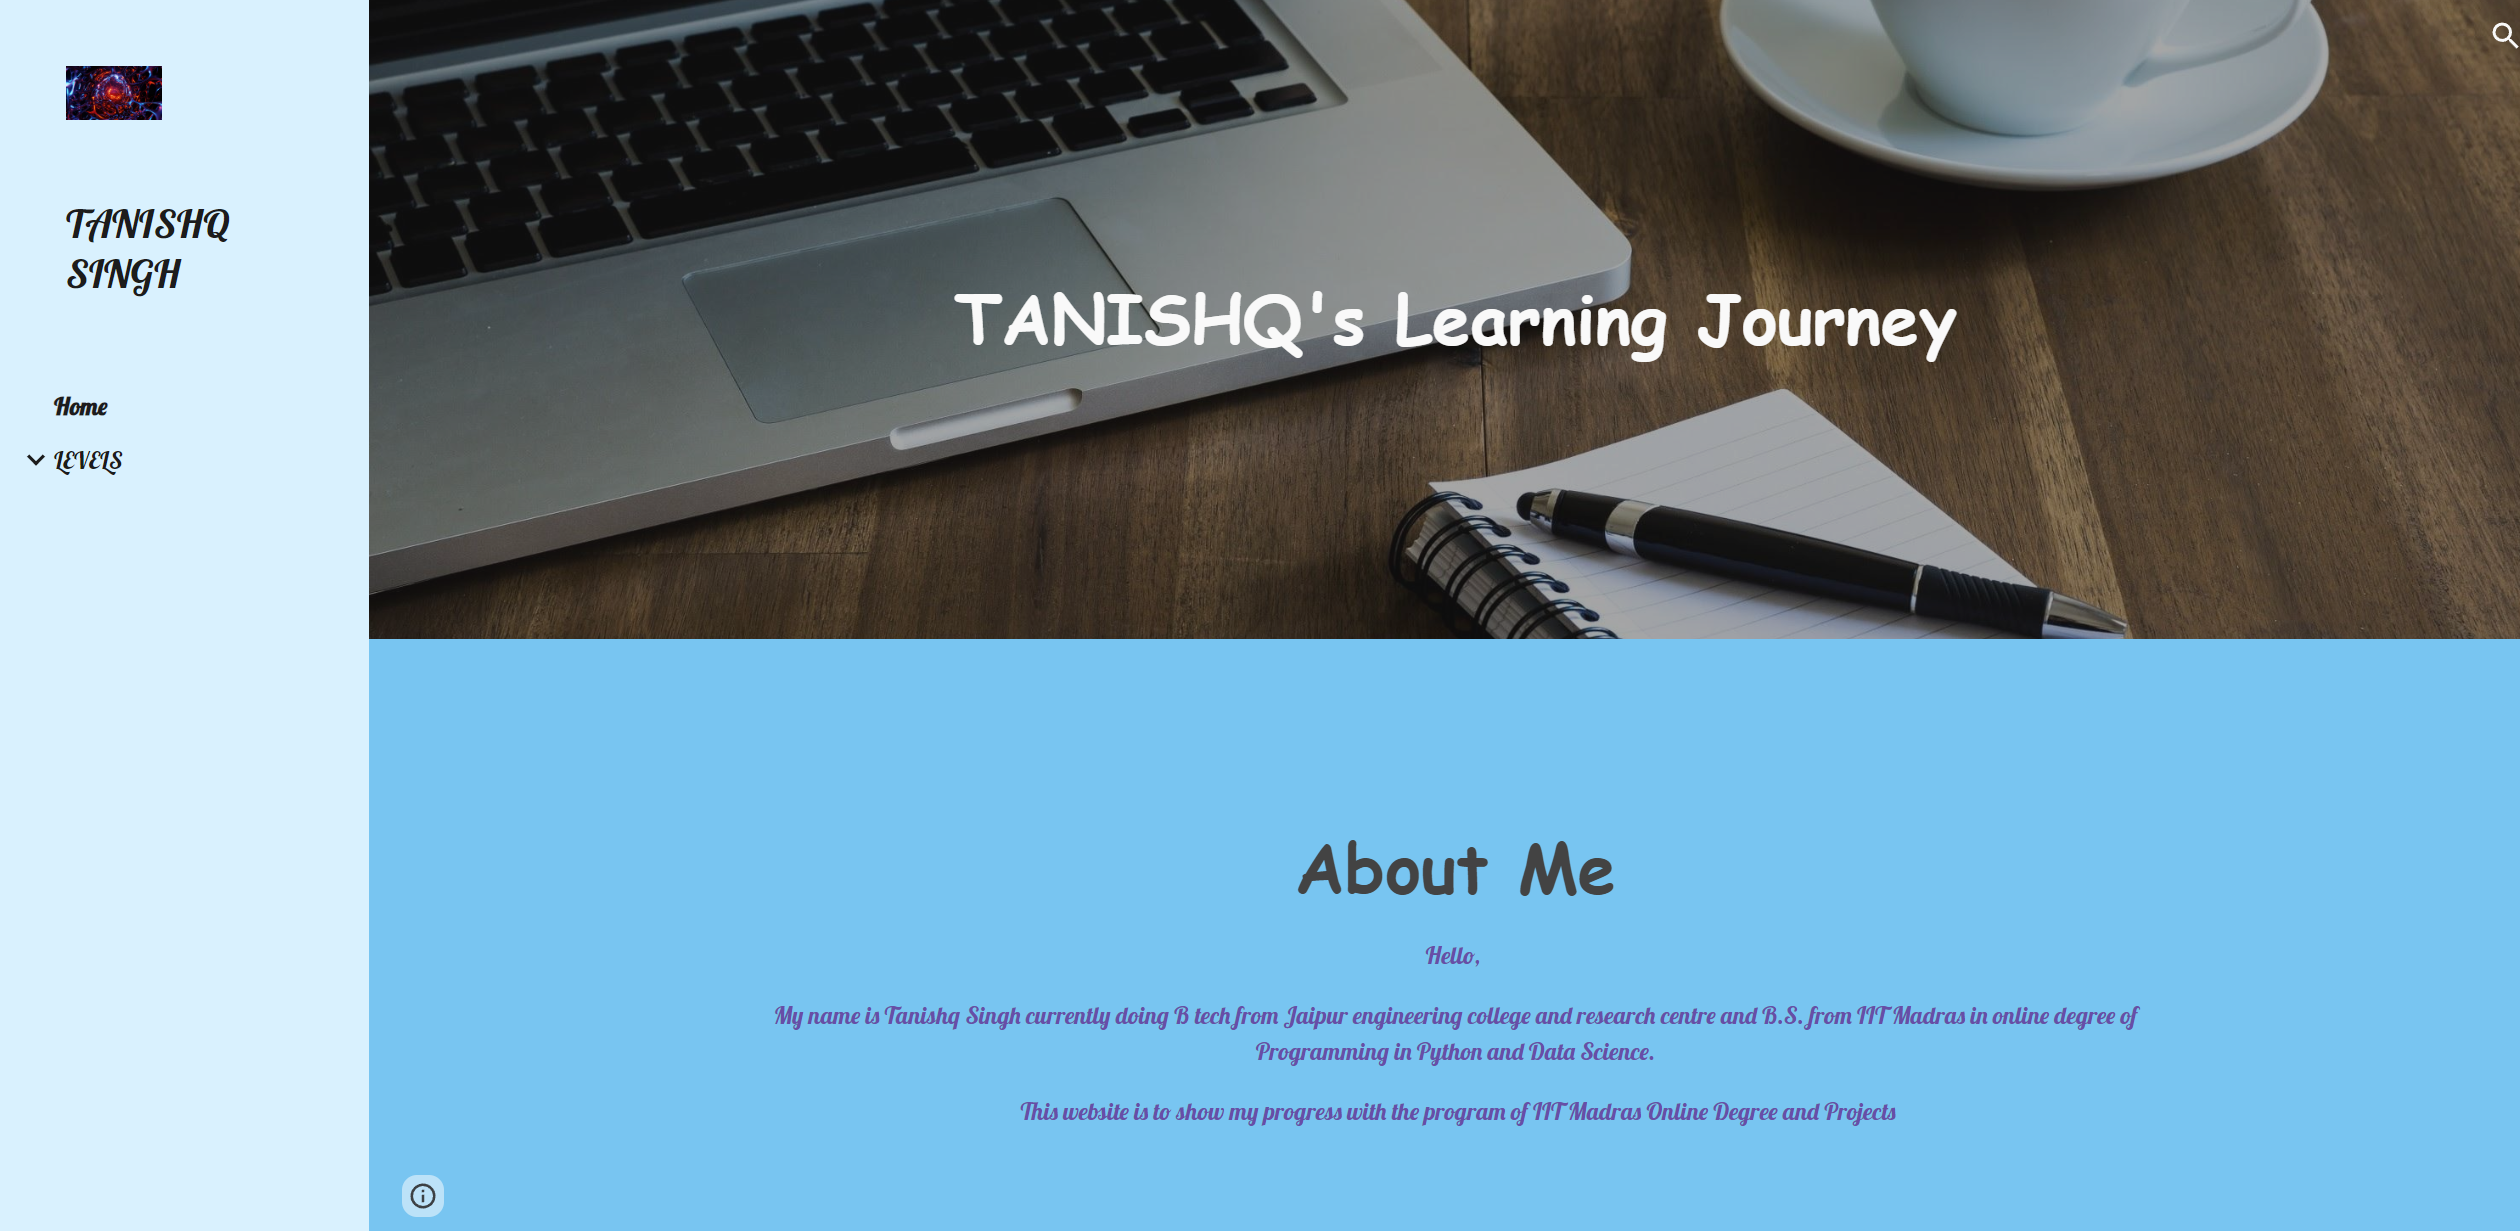 TANISHQ
SINGH
Home
LEVELS
TANISHQ's Learning Journey
About Me
Hello,
My name is Tanishq Singh currently doing B tech from Jaipur engineering college and research centre and B.S. from IIT Madras in online degree of
Programming in Python and Data Science.
This website is to show my progress with the program of IIT Madras Online Degree and Projects